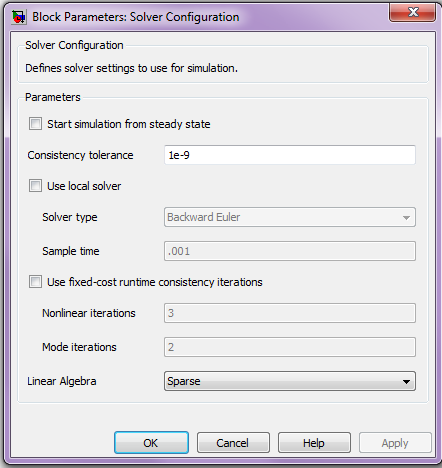 Block Parameters: Solver Configuration
Solver Configuration
Defines solver settings to use for simulation.
Parameters
Start simulation from steady state
Consistency tolerance 1e-9
Use local solver
Solver type Backward Euler
Sample time .001
Use fixed-cost runtime consistency iterations
Nonlinear iterations 3
Mode iterations 2
Linear Algebra Sparse
OK Cancel Help Apply